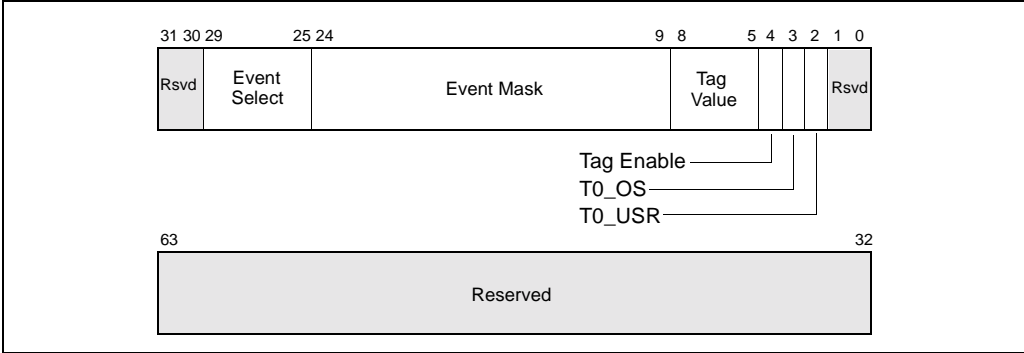 31 30 29 25 24 9 8 5 4 3 2 1 0
Rsvd
Event
Select
Event Mask
Tag
Value
Rsvd
Tag Enable
T0_OS
T0_USR
63 32
Reserved